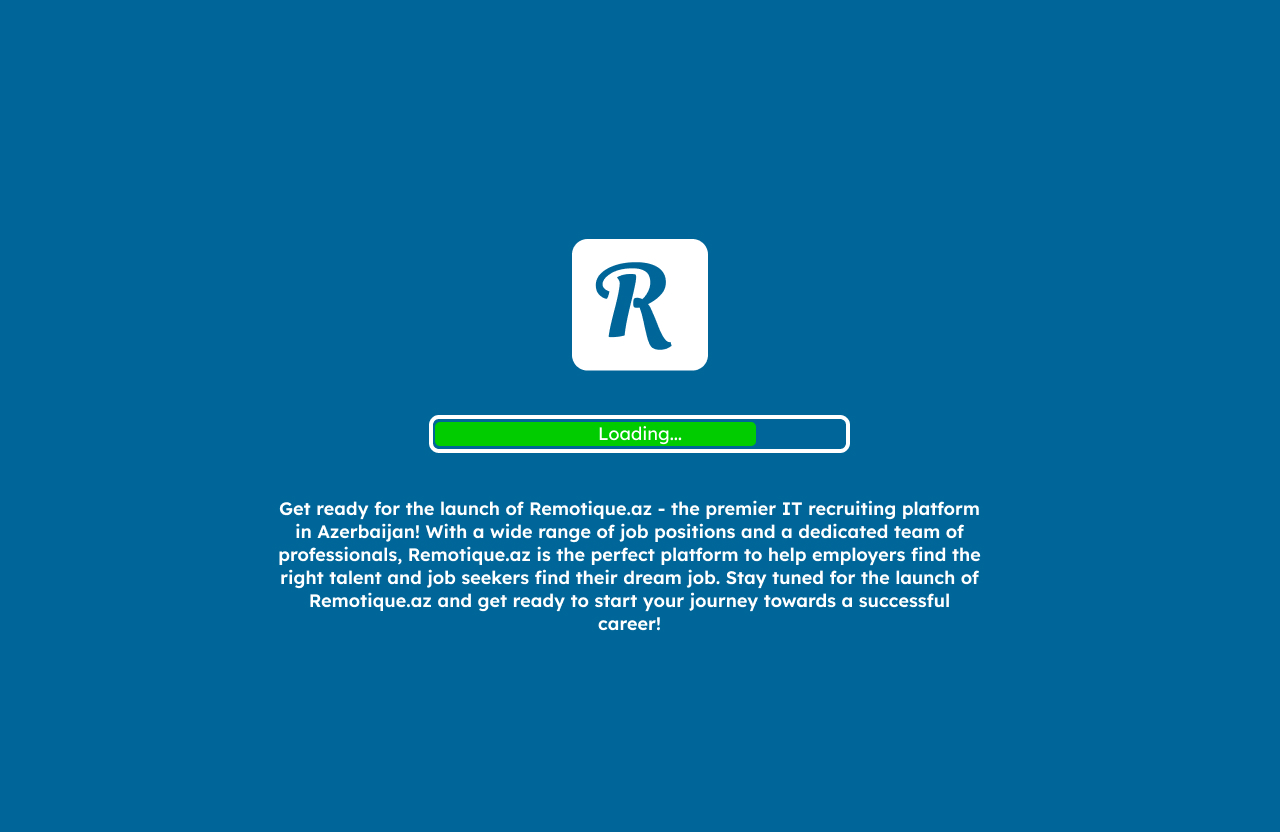 R
Loading...
Get ready for the launch of Remotique.az - the premier IT recruiting platform
in Azerbaijan! With a wide range of job positions and a dedicated team of
professionals, Remotique.az is the perfect platform to help employers find the
right talent and job seekers find their dream job. Stay tuned for the launch of
Remotique.az and get ready to start your journey towards a successful
career!